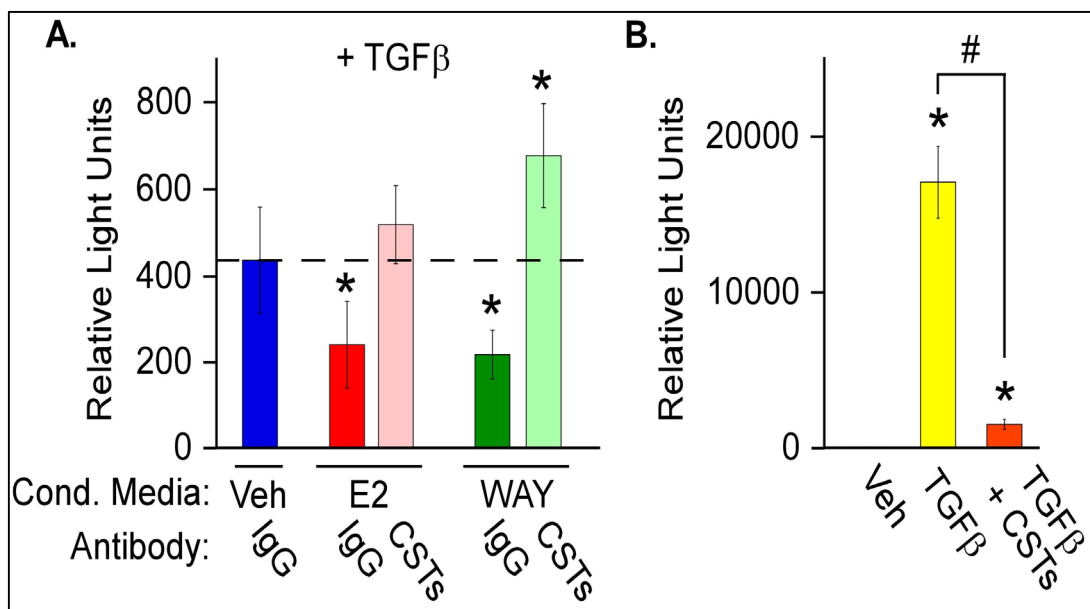 A.
+ TGFβ
Relative Light Units
800
600
400
200
0
*
*
*
Cond. Media: Veh E2 WAY
Antibody: IgG IgG CSTs IgG CSTs
B.
#
Relative Light Units
20000
10000
0
*
*
Veh
TGFβ
TGFβ
+ CSTs